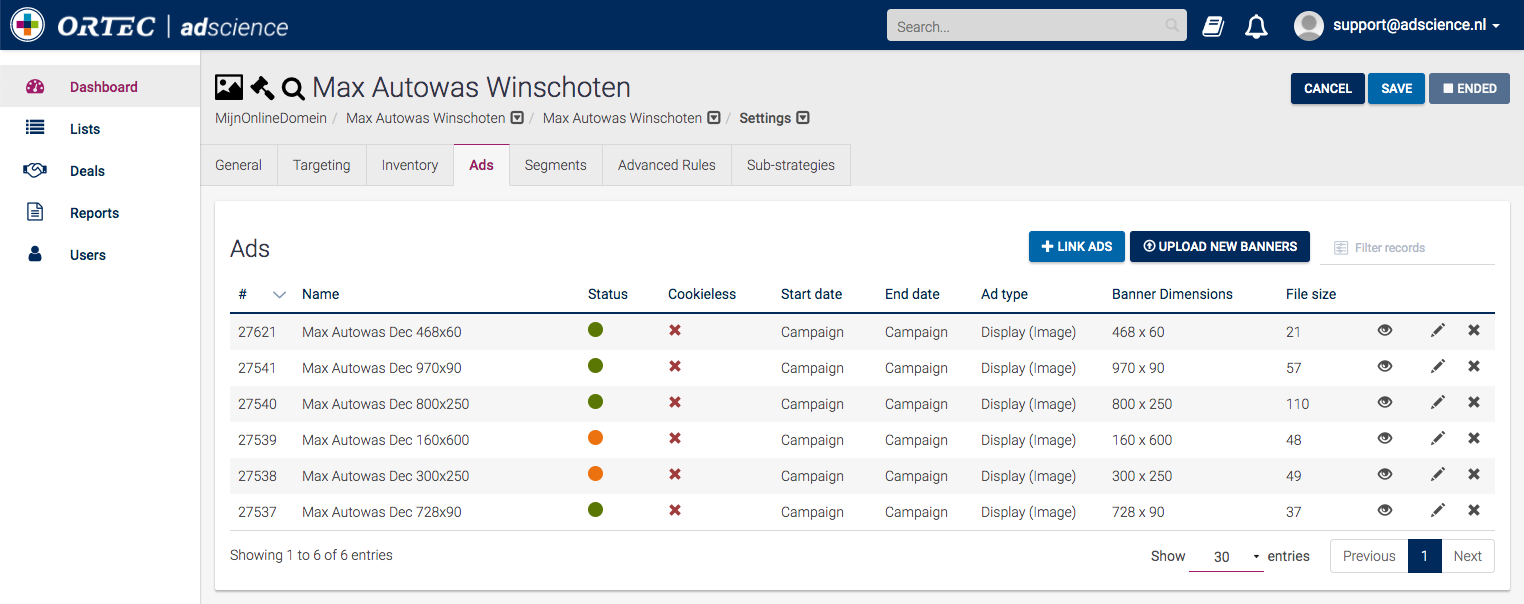 ORTEC | adscience
Search...
support@adscience.nl
Dashboard
Lists
Deals
Reports
Users
Max Autowas Winschoten
CANCEL SAVE ENDED
MijnOnlineDomein / Max Autowas Winschoten / Max Autowas Winschoten / Settings
General Targeting Inventory Ads Segments Advanced Rules Sub-strategies
Ads
LINK ADS UPLOAD NEW BANNERS Filter records
# Name Status Cookieless Start date End date Ad type Banner Dimensions File size
27621 Max Autowas Dec 468x60 Campaign Campaign Display (Image) 468 x 60 21
27541 Max Autowas Dec 970x90 Campaign Campaign Display (Image) 970 x 90 57
27540 Max Autowas Dec 800x250 Campaign Campaign Display (Image) 800 x 250 110
27539 Max Autowas Dec 160x600 Campaign Campaign Display (Image) 160 x 600 48
27538 Max Autowas Dec 300x250 Campaign Campaign Display (Image) 300 x 250 49
27537 Max Autowas Dec 728x90 Campaign Campaign Display (Image) 728 x 90 37
Showing 1 to 6 of 6 entries
Show 30 entries
Previous 1 Next